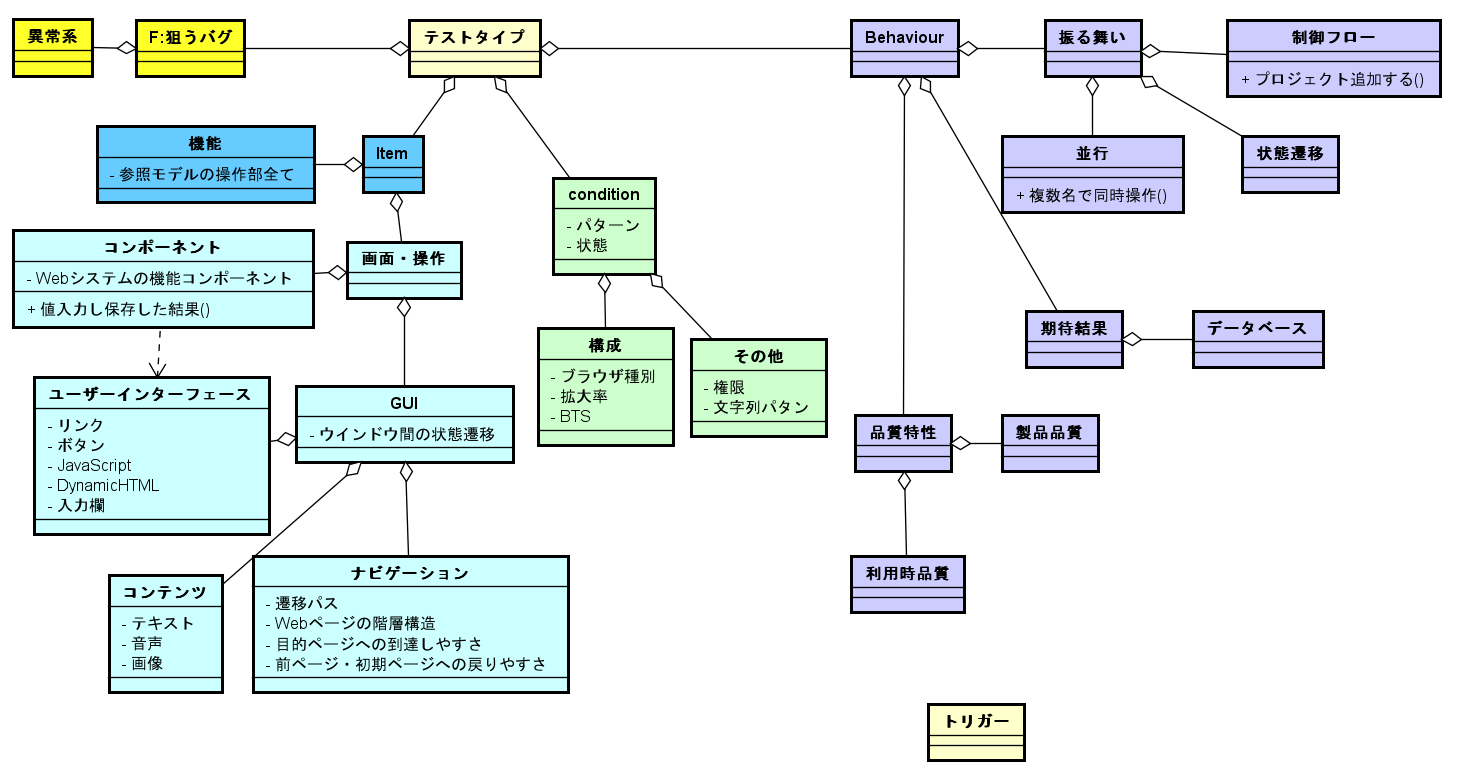 異常系
F:狙うバグ
テストタイプ
Behaviour
振る舞い
制御フロー
+ プロジェクト追加する()
機能
- 参照モデルの操作部全て
Item
並行
+ 複数名で同時操作()
状態遷移
condition
- パターン
- 状態
コンポーネント
- Webシステムの機能コンポーネント
+ 値入力し保存した結果()
画面・操作
構成
- ブラウザ種別
- 拡大率
- BTS
その他
- 権限
- 文字列パタン
期待結果
データベース
ユーザーインターフェース
- リンク
- ボタン
- JavaScript
- DynamicHTML
- 入力欄
GUI
- ウインドウ間の状態遷移
品質特性
製品品質
コンテンツ
- テキスト
- 音声
- 画像
ナビゲーション
- 遷移パス
- Webページの階層構造
- 目的ページへの到達しやすさ
- 前ページ・初期ページへの戻りやすさ
利用時品質
トリガー